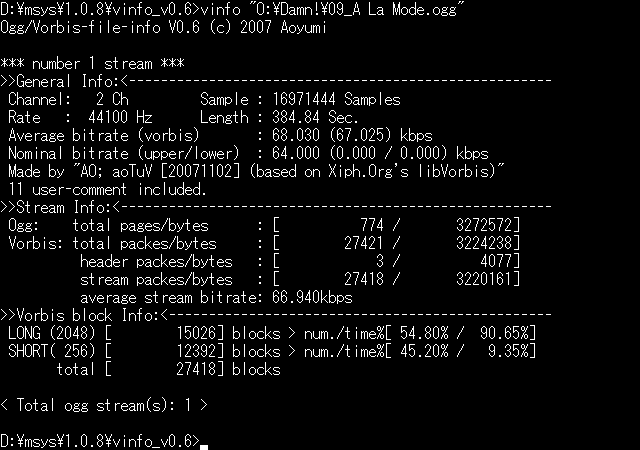 D:¥msys¥1.0.8¥vinfo_v0.6>vinfo "O:¥Damn!¥09_A La Mode.ogg"
Ogg/Vorbis-file-info V0.6 (c) 2007 Aoyumi

*** number 1 stream ***
>>General Info:<-----------------------------------------------------
 Channel:   2 Ch         Sample : 16971444 Samples
 Rate   :  44100 Hz      Length : 384.84 Sec.
 Average bitrate (vorbis)       : 68.030 (67.025) kbps
 Nominal bitrate (upper/lower)  : 64.000 (0.000 / 0.000) kbps
 Made by "AO; aoTuV [20071102] (based on Xiph.Org's libVorbis)"
 11 user-comment included.
>>Stream Info:<------------------------------------------------------
 Ogg:    total pages/bytes      : [          774 /       3272572]
 Vorbis: total packes/bytes     : [        27421 /       3224238]
         header packes/bytes    : [            3 /          4077]
         stream packes/bytes    : [        27418 /       3220161]
         average stream bitrate: 66.940kbps
>>Vorbis block Info:<------------------------------------------------
 LONG (2048) [        15026] blocks > num./time%[ 54.80% /  90.65%]
 SHORT( 256) [        12392] blocks > num./time%[ 45.20% /   9.35%]
       total [        27418] blocks

< Total ogg stream(s): 1 >

D:¥msys¥1.0.8¥vinfo_v0.6>